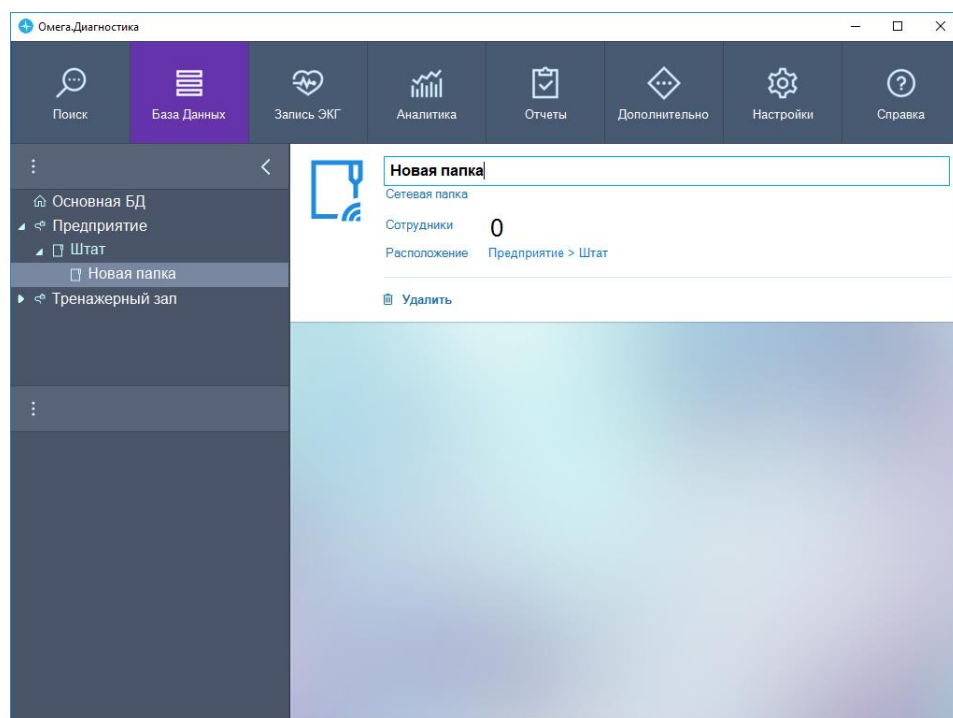 Омега.Диагностика
Поиск
База Данных
Запись ЭКГ
Аналитика
Отчеты
Дополнительно
Настройки
Справка
Основная БД
Предприятие
Штат
Новая папка
Тренажерный зал
Новая папка
Сетевая папка
Сотрудники 0
Расположение Предприятие > Штат
Удалить